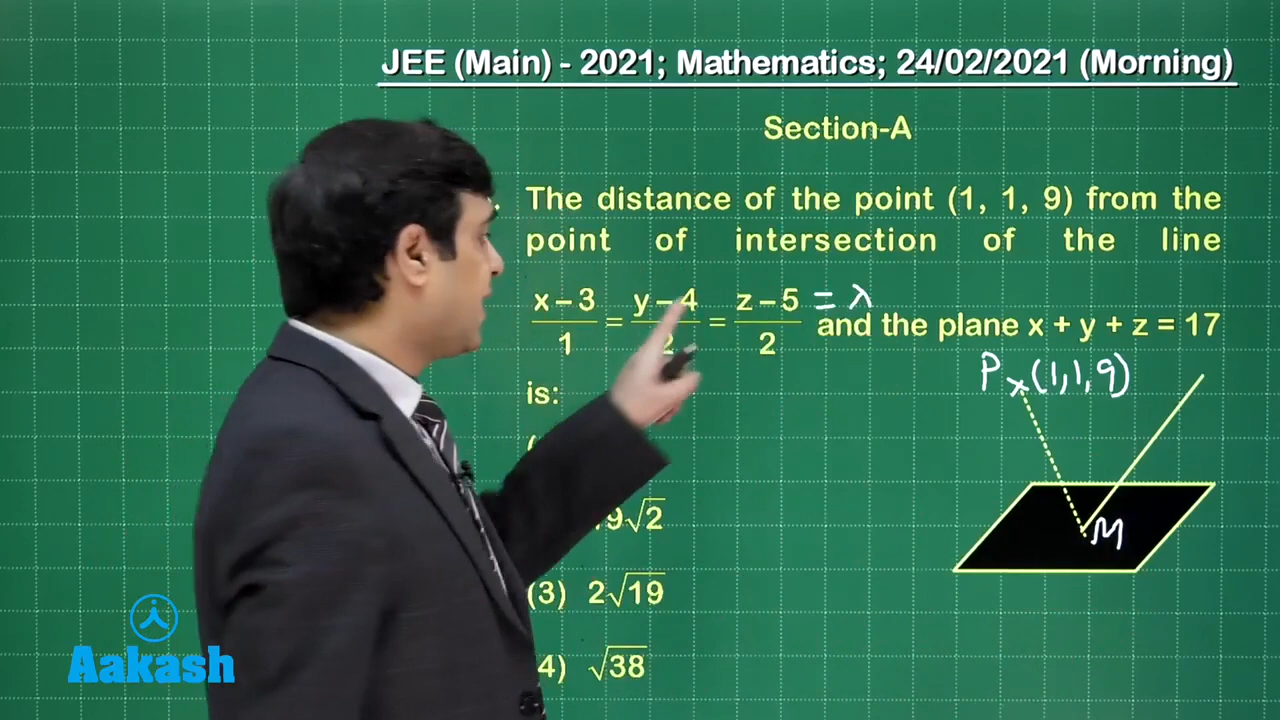 JEE (Main) - 2021; Mathematics; 24/02/2021 (Morning)
Section-A
The distance of the point (1, 1, 9) from the
point of intersection of the line
x – 3 / 1 = y – 4 / 2 = z – 5 / 2 = λ and the plane x + y + z = 17
P (1,1,9)
is:
M
9√2
(3) 2√19
4) √38
Aakash